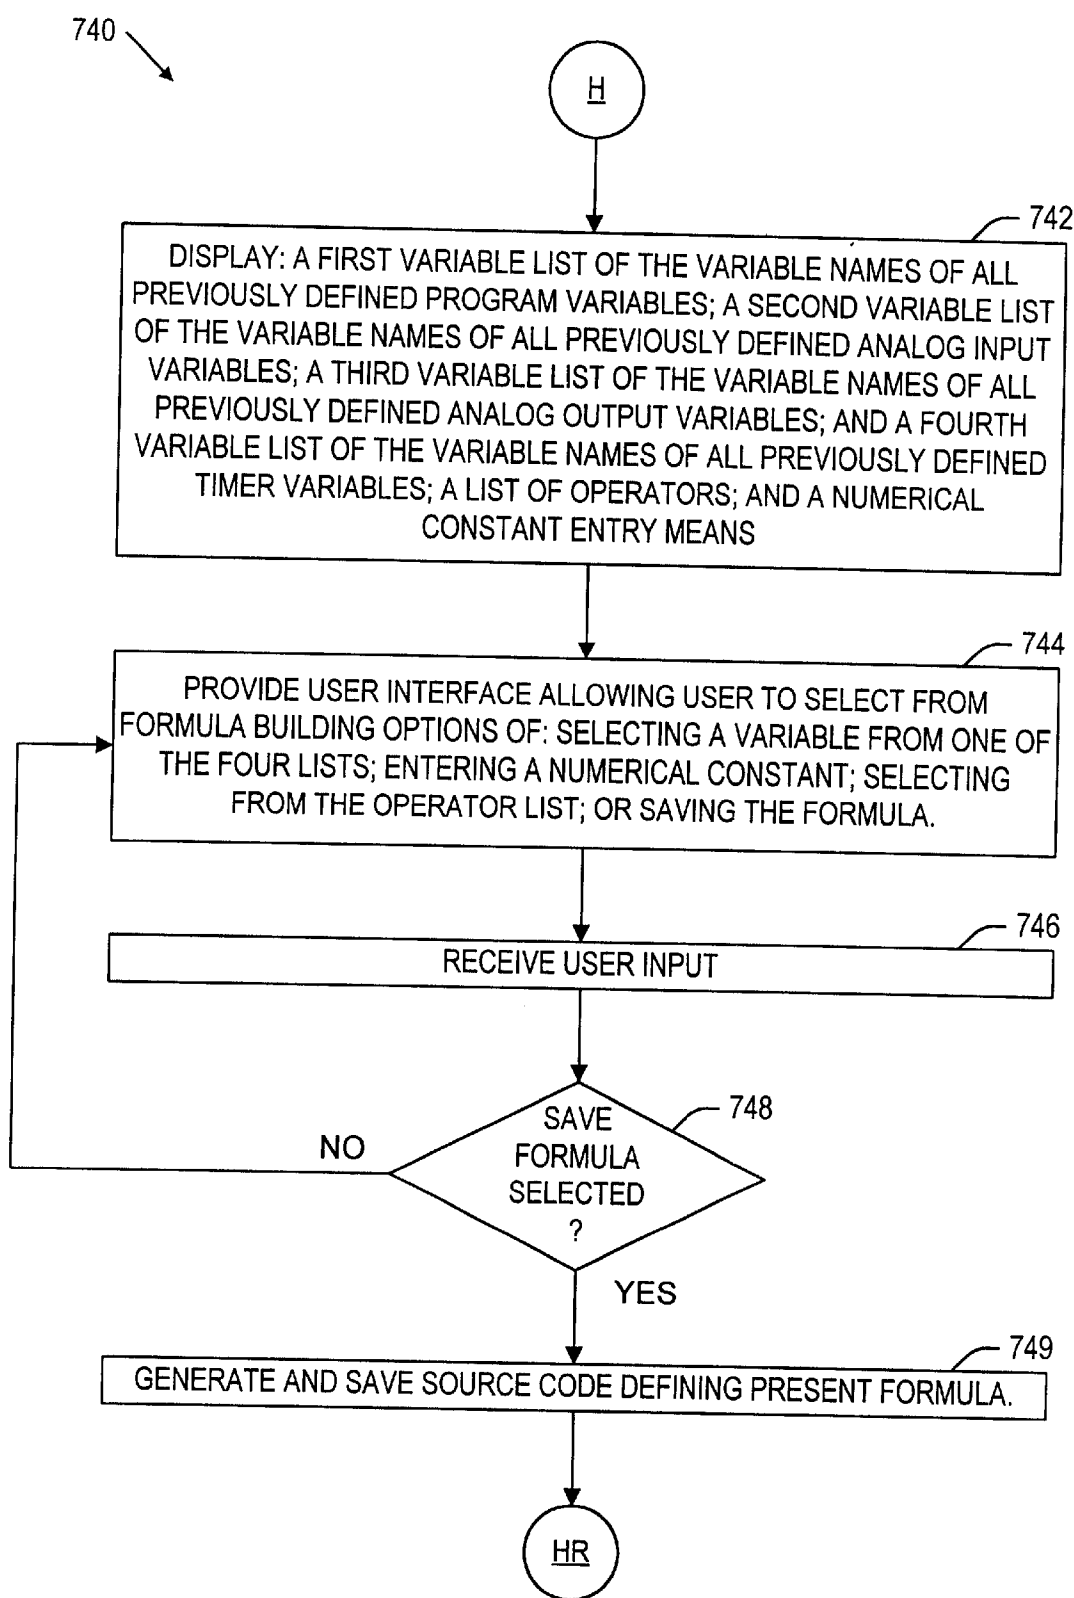 740
H
742
DISPLAY: A FIRST VARIABLE LIST OF THE VARIABLE NAMES OF ALL
PREVIOUSLY DEFINED PROGRAM VARIABLES; A SECOND VARIABLE LIST
OF THE VARIABLE NAMES OF ALL PREVIOUSLY DEFINED ANALOG INPUT
VARIABLES; A THIRD VARIABLE LIST OF THE VARIABLE NAMES OF ALL
PREVIOUSLY DEFINED ANALOG OUTPUT VARIABLES; AND A FOURTH
VARIABLE LIST OF THE VARIABLE NAMES OF ALL PREVIOUSLY DEFINED
TIMER VARIABLES; A LIST OF OPERATORS; AND A NUMERICAL
CONSTANT ENTRY MEANS
744
PROVIDE USER INTERFACE ALLOWING USER TO SELECT FROM
FORMULA BUILDING OPTIONS OF: SELECTING A VARIABLE FROM ONE OF
THE FOUR LISTS; ENTERING A NUMERICAL CONSTANT; SELECTING
FROM THE OPERATOR LIST; OR SAVING THE FORMULA.
746
RECEIVE USER INPUT
748
SAVE
FORMULA
SELECTED
?
NO
YES
749
GENERATE AND SAVE SOURCE CODE DEFINING PRESENT FORMULA.
HR